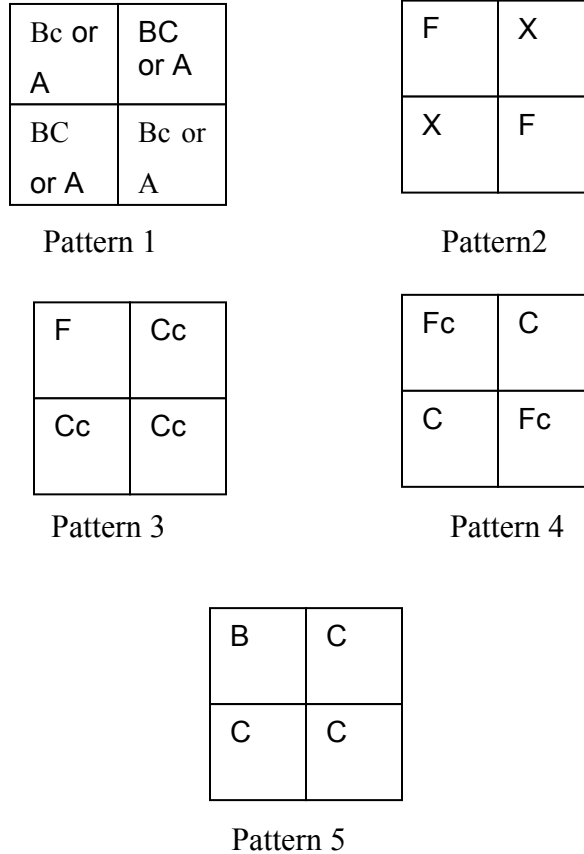 Bc or
A
BC
or A
BC
or A
Bc or
A
Pattern 1
F X
X F
Pattern2
F Cc
Cc Cc
Pattern 3
Fc C
C Fc
Pattern 4
B C
C C
Pattern 5